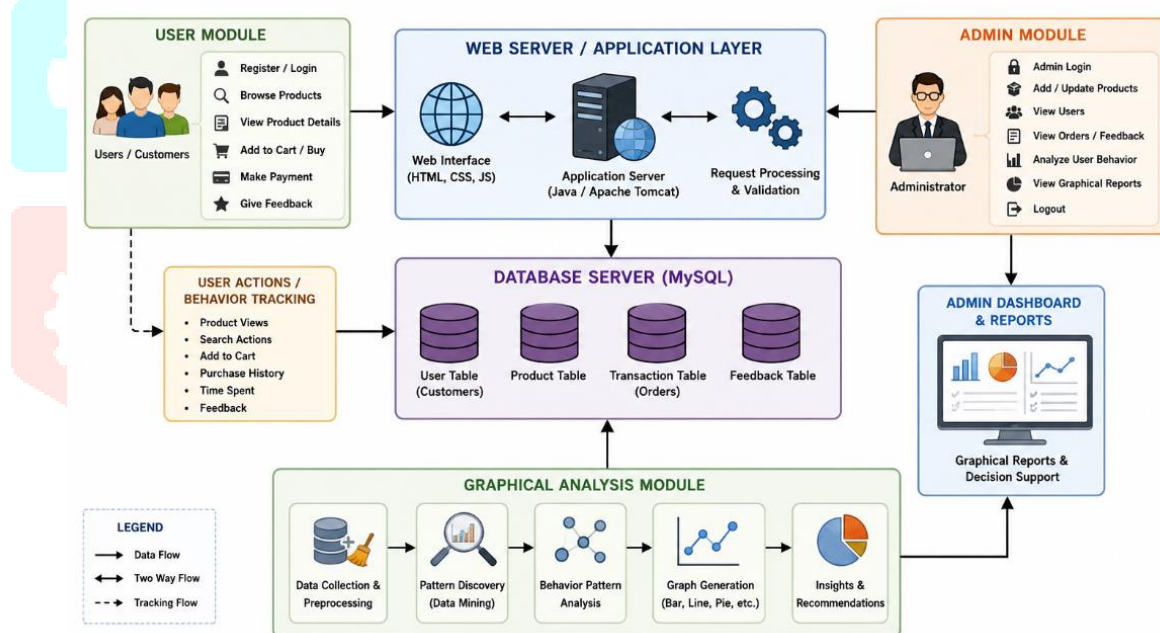 USER MODULE
Users / Customers
Register / Login
Browse Products
View Product Details
Add to Cart / Buy
Make Payment
Give Feedback
WEB SERVER / APPLICATION LAYER
Web Interface
(HTML, CSS, JS)
Application Server
(Java / Apache Tomcat)
Request Processing
& Validation
ADMIN MODULE
Administrator
Admin Login
Add / Update Products
View Users
View Orders / Feedback
Analyze User Behavior
View Graphical Reports
Logout
USER ACTIONS /
BEHAVIOR TRACKING
• Product Views
• Search Actions
• Add to Cart
• Purchase History
• Time Spent
• Feedback
DATABASE SERVER (MySQL)
User Table
(Customers)
Product Table
Transaction Table
(Orders)
Feedback Table
ADMIN DASHBOARD
& REPORTS
Graphical Reports &
Decision Support
GRAPHICAL ANALYSIS MODULE
Data Collection &
Preprocessing
Pattern Discovery
(Data Mining)
Behavior Pattern
Analysis
Graph Generation
(Bar, Line, Pie, etc.)
Insights &
Recommendations
LEGEND
Data Flow
Two Way Flow
Tracking Flow